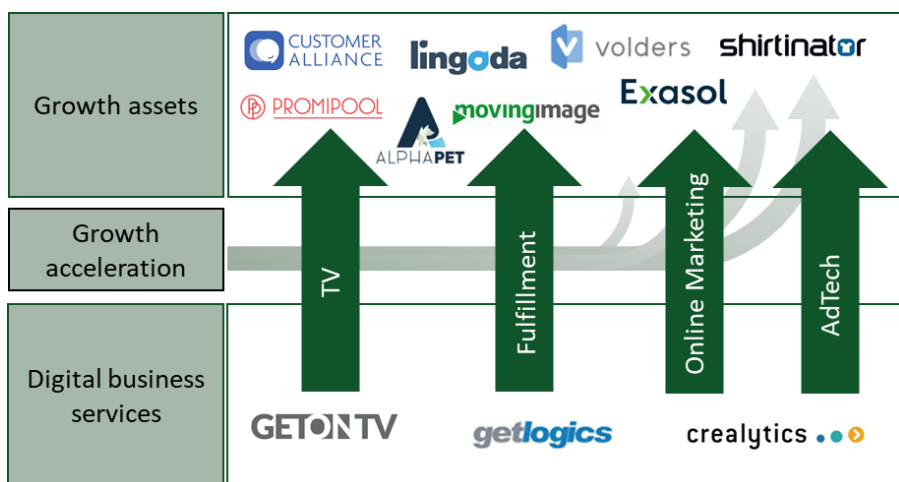 CUSTOMER
ALLIANCE
lingoda
volders
shirtinator
Growth assets
PROMIPOOL
ALPHAPET
movingimage
Exasol
Growth
acceleration
TV
Fulfillment
Online Marketing
AdTech
Digital business
services
GETONTV
getlogics
crealytics